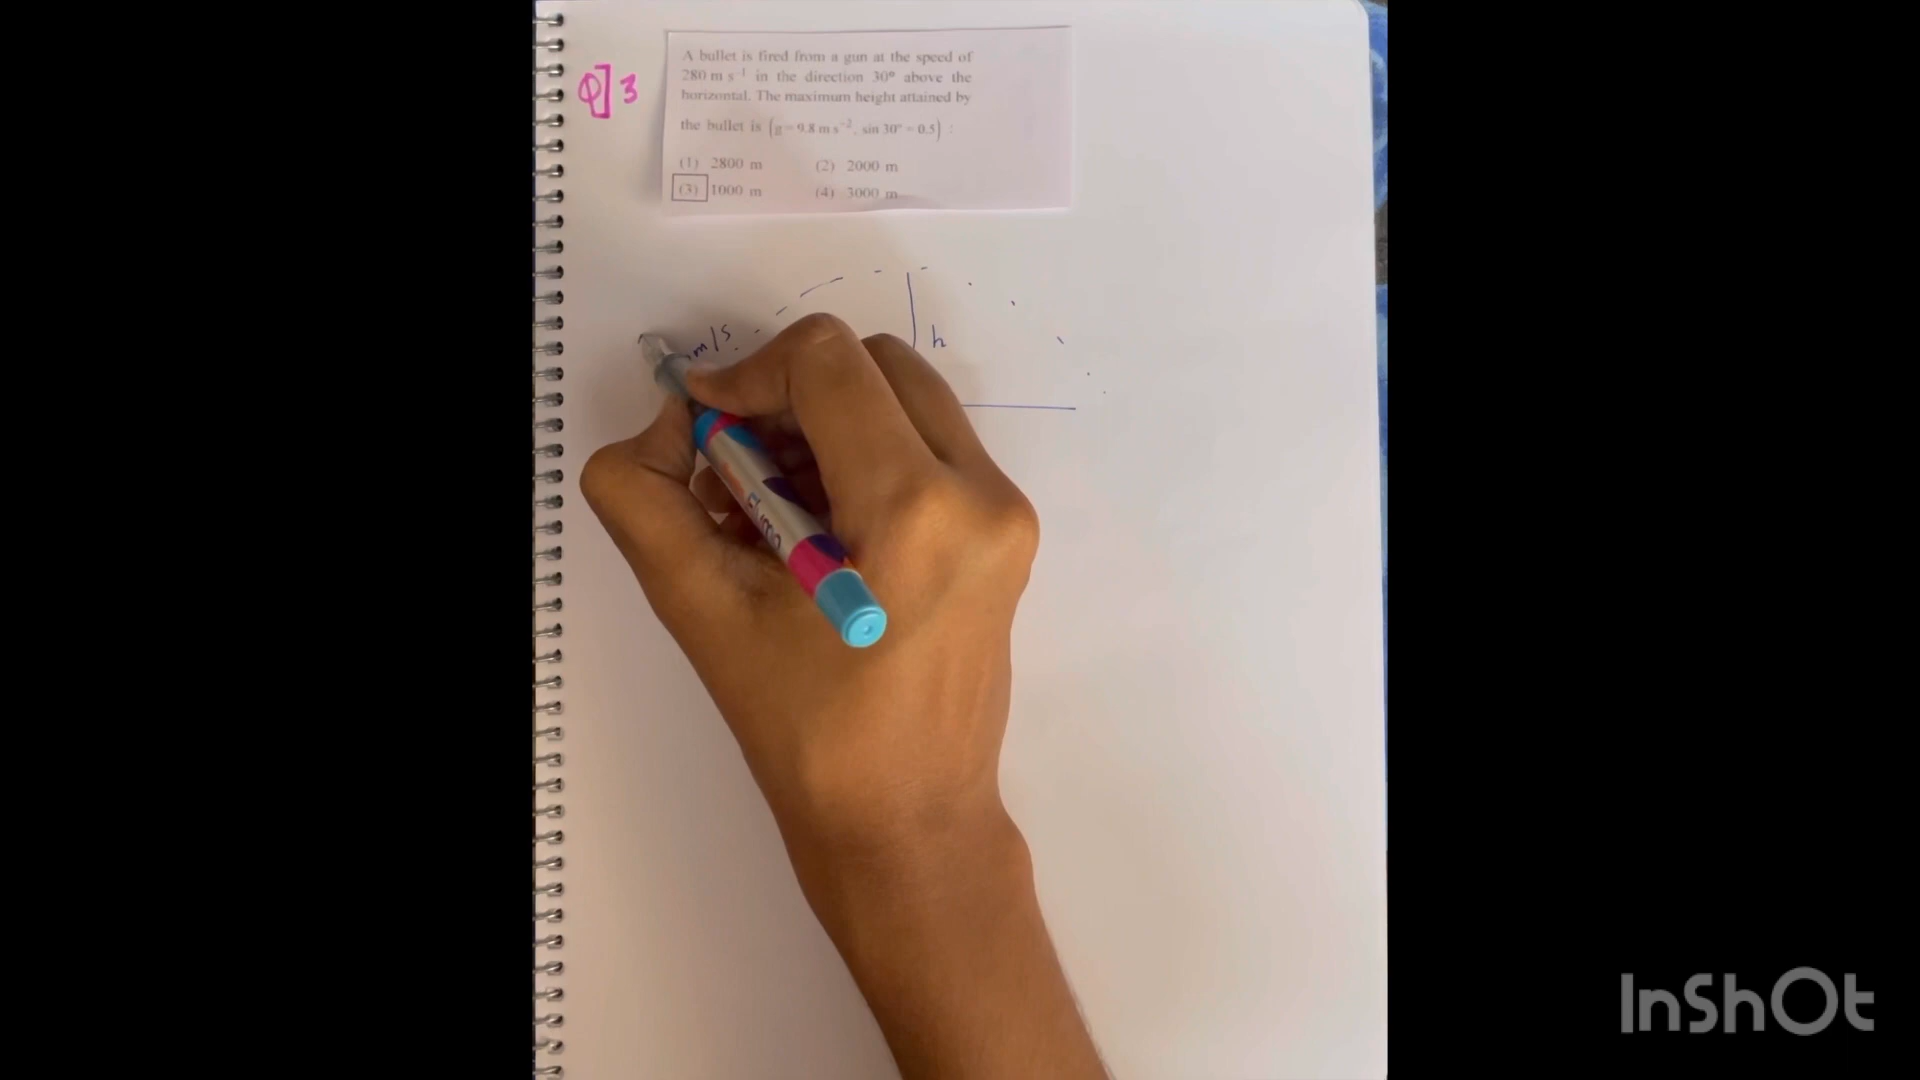 Q] 3
A bullet is fired from a gun at the speed of
280 m s⁻¹ in the direction 30° above the
horizontal. The maximum height attained by
the bullet is (g = 9.8 m s⁻², sin 30° = 0.5) :
(1) 2800 m (2) 2000 m
(3) 1000 m (4) 3000 m
m/s
h
InShOt